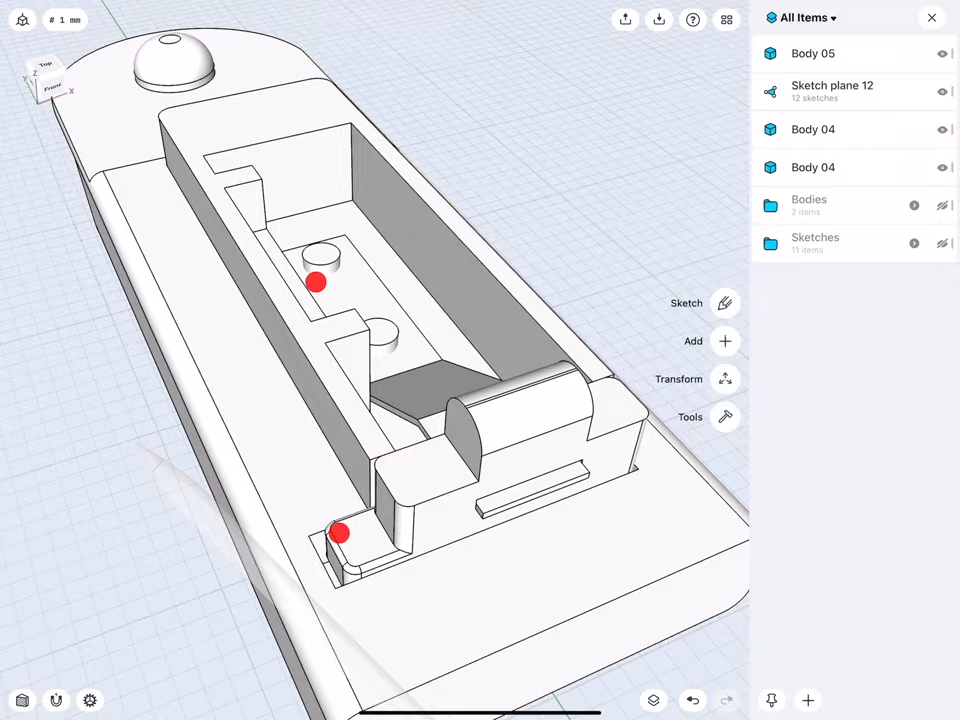 # 1 mm
All Items
Top
Front
Z
X
Body 05
Sketch plane 12
12 sketches
Body 04
Body 04
Bodies
2 items
Sketches
11 items
Sketch
Add
Transform
Tools